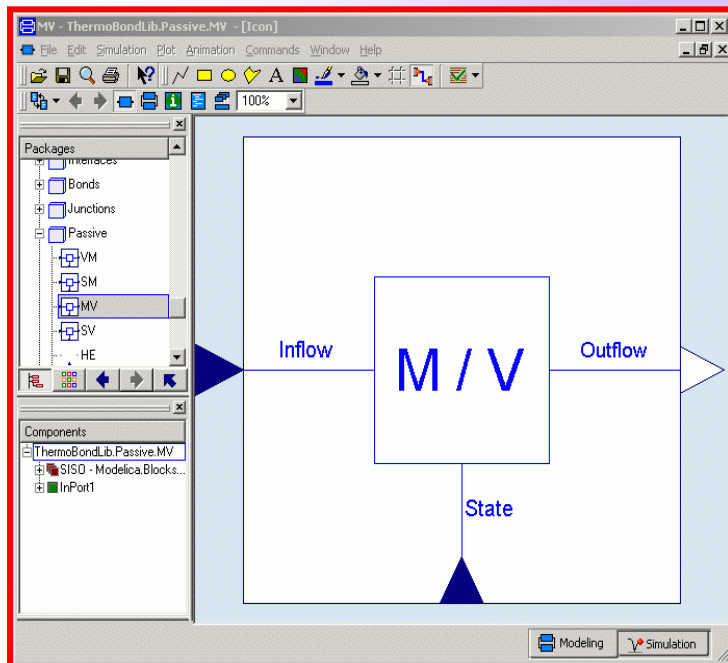 MV - ThermoBondLib.Passive.MV - [Icon]
File Edit Simulation Plot Animation Commands Window Help
A
100%
Packages
Interfaces
Bonds
Junctions
Passive
VM
SM
MV
SV
HE
Components
ThermoBondLib.Passive.MV
SISO - Modelica.Blocks...
InPort1
Inflow
M / V
Outflow
State
Modeling
Simulation